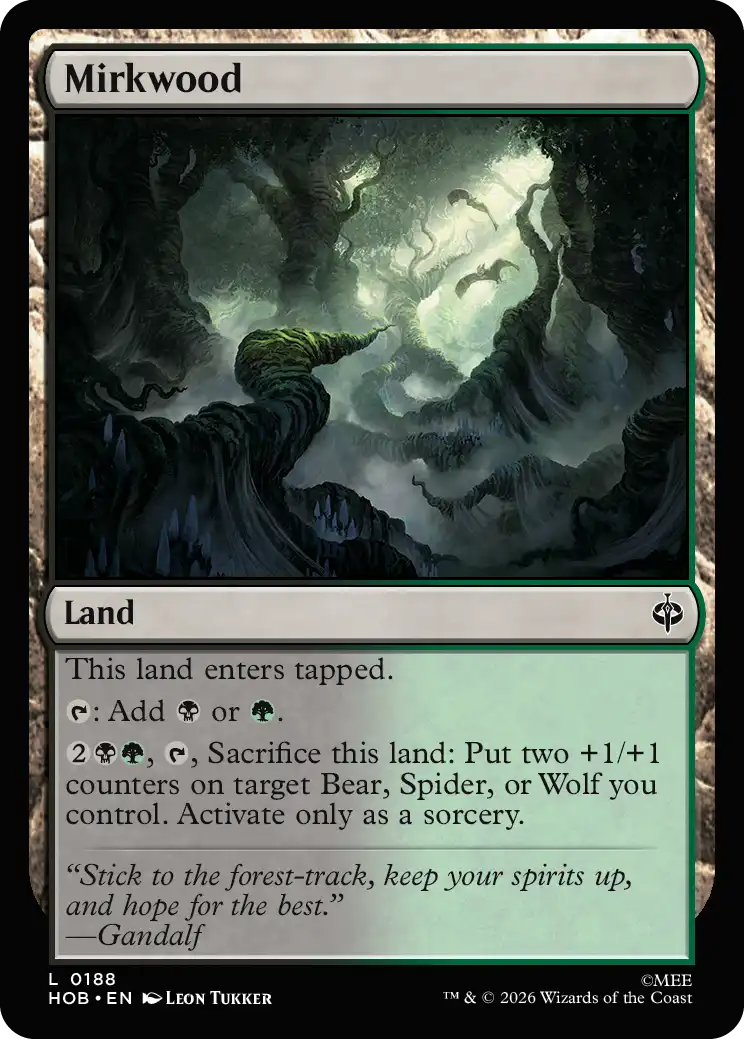 Mirkwood
Land
This land enters tapped.
: Add or .
2, , Sacrifice this land: Put two +1/+1
counters on target Bear, Spider, or Wolf you
control. Activate only as a sorcery.
“Stick to the forest-track, keep your spirits up,
and hope for the best.”
—Gandalf
L 0188
HOB • EN LEON TUKKER
©MEE
™ & © 2026 Wizards of the Coast